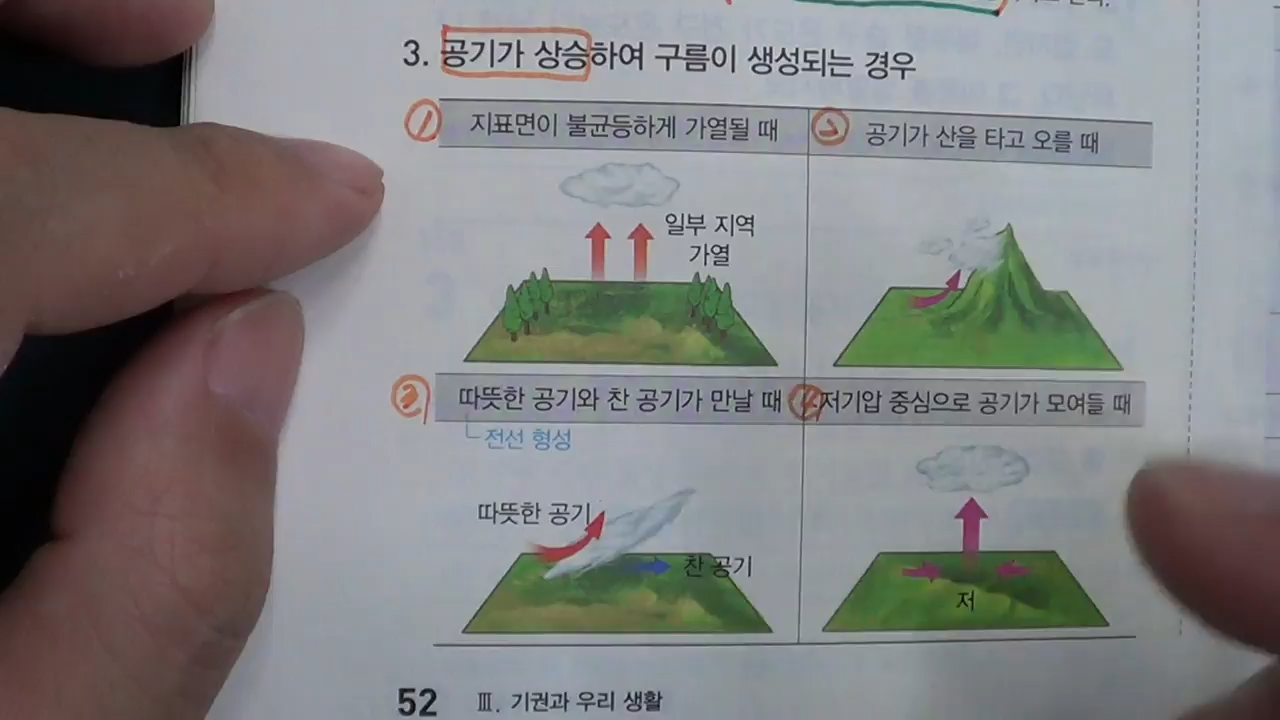 3. 공기가 상승하여 구름이 생성되는 경우
① 지표면이 불균등하게 가열될 때
② 공기가 산을 타고 오를 때
일부 지역
가열
③ 따뜻한 공기와 찬 공기가 만날 때
④ 저기압 중심으로 공기가 모여들 때
전선 형성
따뜻한 공기
찬 공기
저
52 Ⅲ. 기권과 우리 생활